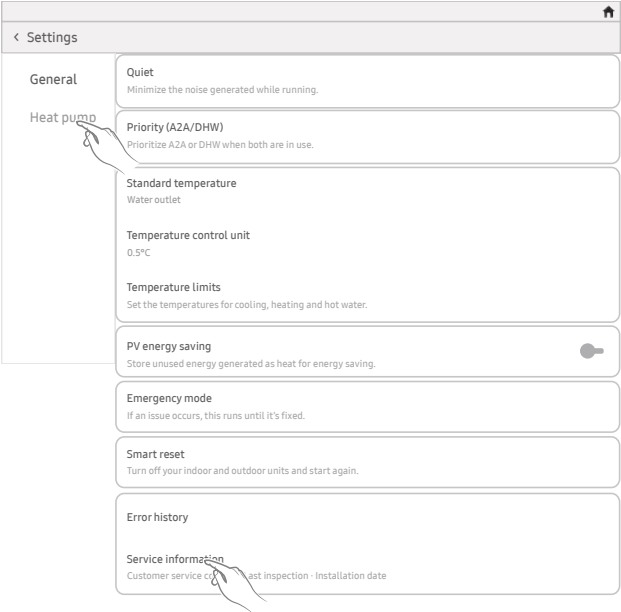 < Settings
General
Heat pump
Quiet
Minimize the noise generated while running.
Priority (A2A/DHW)
Prioritize A2A or DHW when both are in use.
Standard temperature
Water outlet
Temperature control unit
0.5°C
Temperature limits
Set the temperatures for cooling, heating and hot water.
PV energy saving
Store unused energy generated as heat for energy saving.
Emergency mode
If an issue occurs, this runs until it's fixed.
Smart reset
Turn off your indoor and outdoor units and start again.
Error history
Service information
Customer service ast inspection · Installation date